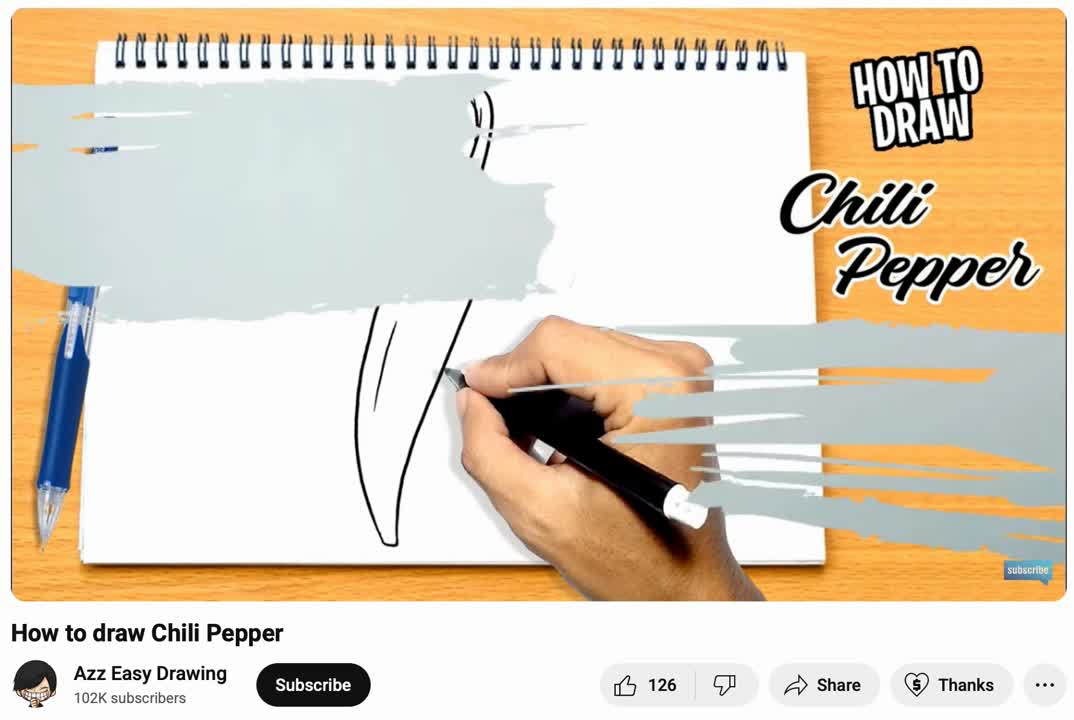 HOW TO
DRAW
Chili
Pepper
subscribe
How to draw Chili Pepper
Azz Easy Drawing
102K subscribers
Subscribe
126
Share
Thanks